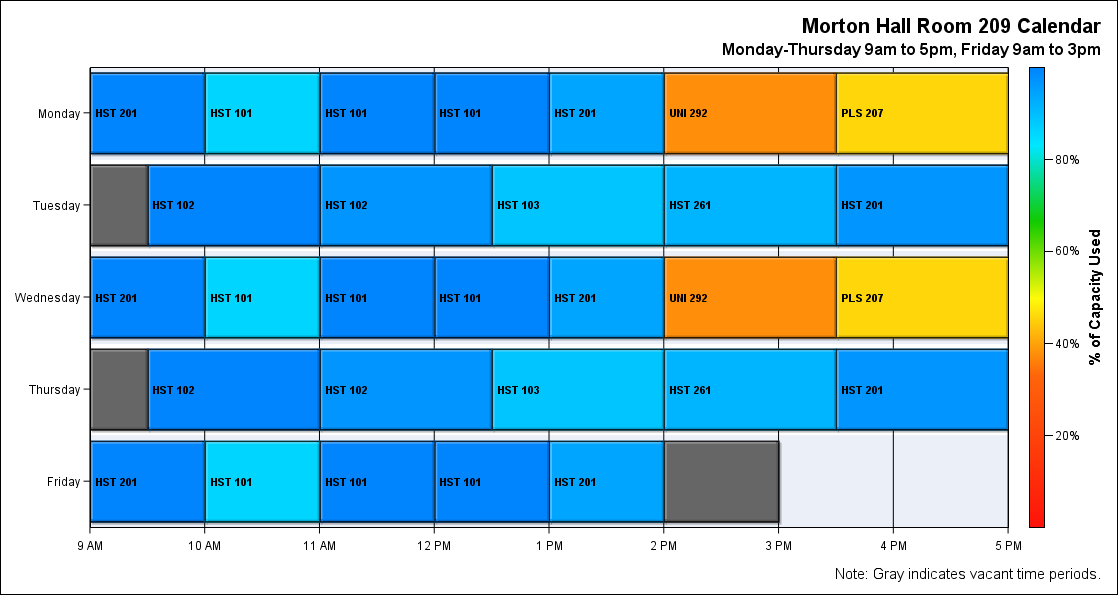 Morton Hall Room 209 Calendar
Monday-Thursday 9am to 5pm, Friday 9am to 3pm
Monday
HST 201
HST 101
HST 101
HST 101
HST 201
UNI 292
PLS 207
Tuesday
HST 102
HST 102
HST 103
HST 261
HST 201
Wednesday
HST 201
HST 101
HST 101
HST 101
HST 201
UNI 292
PLS 207
Thursday
HST 102
HST 102
HST 103
HST 261
HST 201
Friday
HST 201
HST 101
HST 101
HST 101
HST 201
9 AM
10 AM
11 AM
12 PM
1 PM
2 PM
3 PM
4 PM
5 PM
80%
60%
40%
20%
% of Capacity Used
Note: Gray indicates vacant time periods.